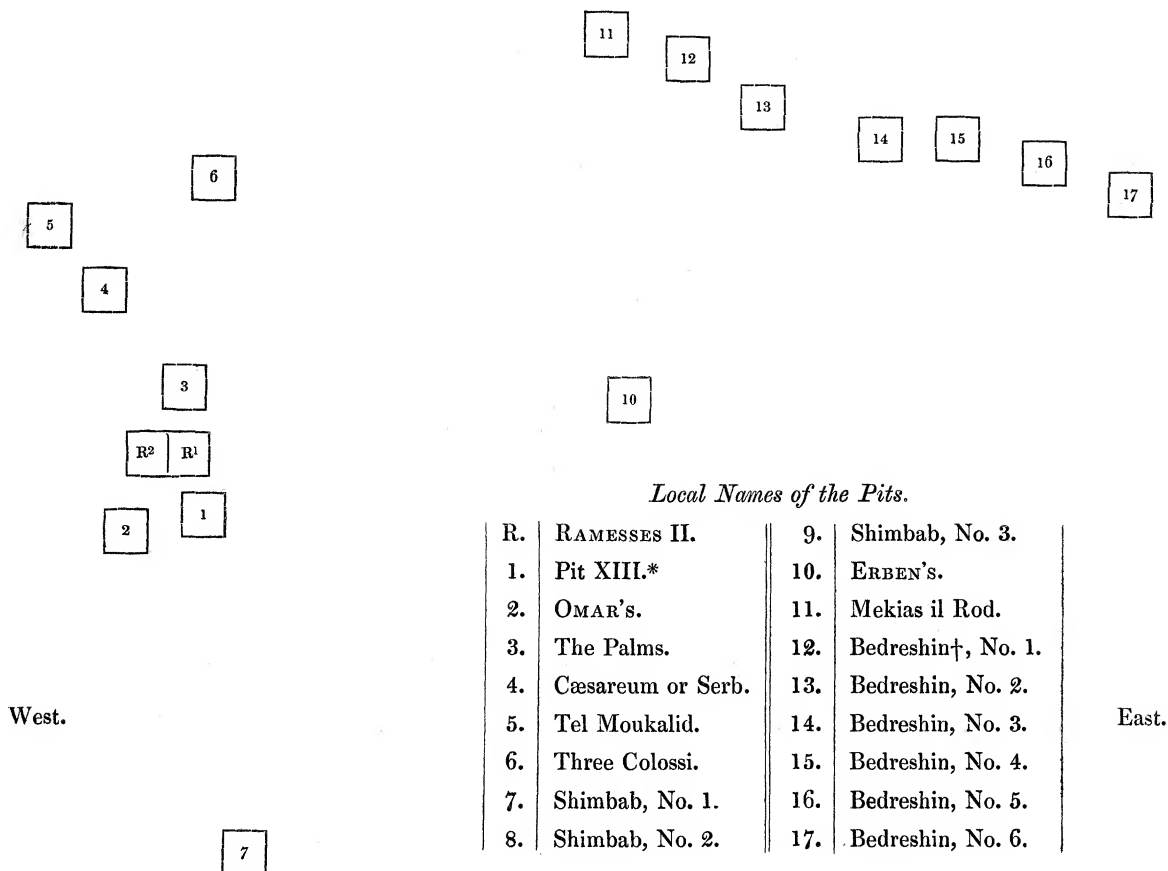 11
12
13
14
15
16
17
6
5
4
3
10
R² R¹
1
2
Local Names of the Pits.
R. RAMESSES II. 9. Shimbab, No. 3.
1. Pit XIII.* 10. ERBEN'S.
2. OMAR'S. 11. Mekias il Rod.
3. The Palms. 12. Bedreshin†, No. 1.
4. Cæsareum or Serb. 13. Bedreshin, No. 2.
West. 5. Tel Moukalid. 14. Bedreshin, No. 3. East.
6. Three Colossi. 15. Bedreshin, No. 4.
7. Shimbab, No. 1. 16. Bedreshin, No. 5.
8. Shimbab, No. 2. 17. Bedreshin, No. 6.
7